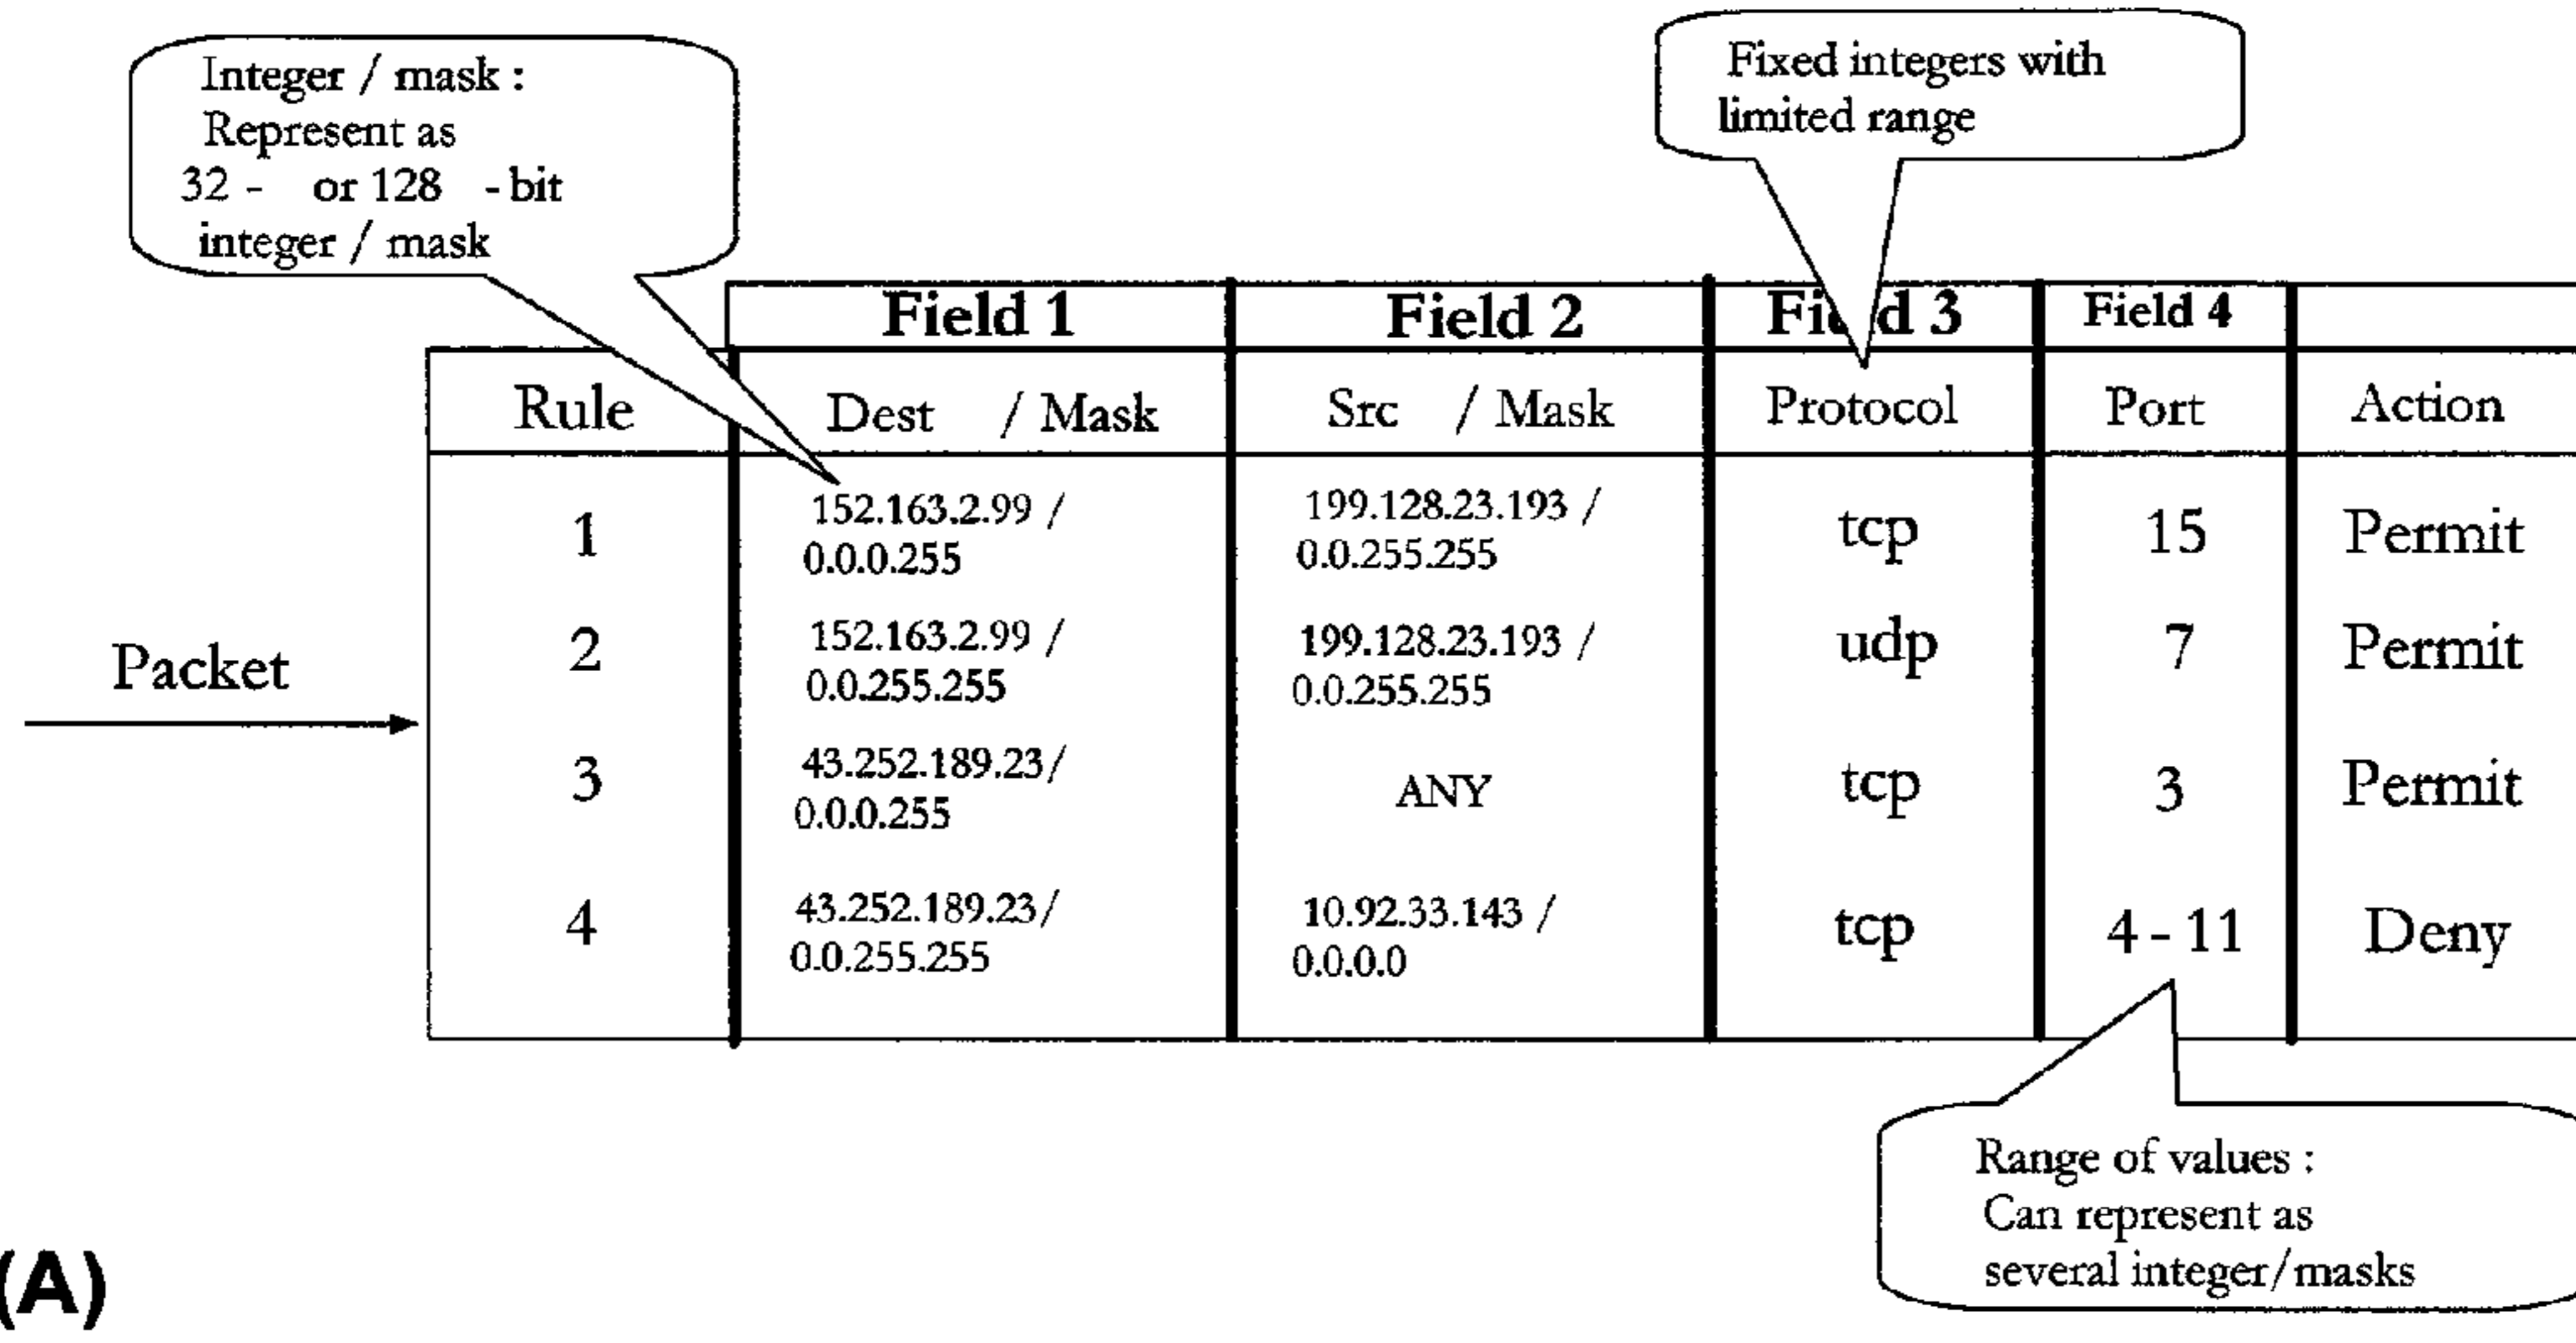 Integer / mask :
Represent as
32 - or 128 - bit
integer / mask
Fixed integers with
limited range
Field 1 Field 2 Fi d 3 Field 4
Rule Dest / Mask Src / Mask Protocol Port Action
1 152.163.2.99 / 199.128.23.193 / tcp 15 Permit
0.0.0.255 0.0.255.255
Packet
2 152.163.2.99 / 199.128.23.193 / udp 7 Permit
0.0.255.255 0.0.255.255
3 43.252.189.23/ ANY tcp 3 Permit
0.0.0.255
4 43.252.189.23/ 10.92.33.143 / tcp 4 - 11 Deny
0.0.255.255 0.0.0.0
Range of values :
Can represent as
several integer/masks
(A)